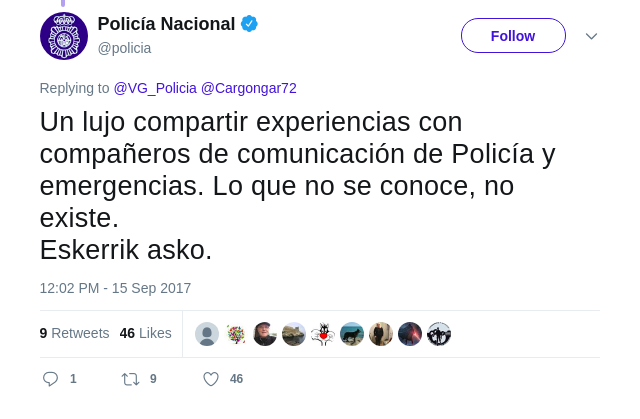 Policía Nacional
@policia
Follow
Replying to @VG_Policia @Cargongar72
Un lujo compartir experiencias con
compañeros de comunicación de Policía y
emergencias. Lo que no se conoce, no
existe.
Eskerrik asko.
12:02 PM - 15 Sep 2017
9 Retweets 46 Likes
1 9 46